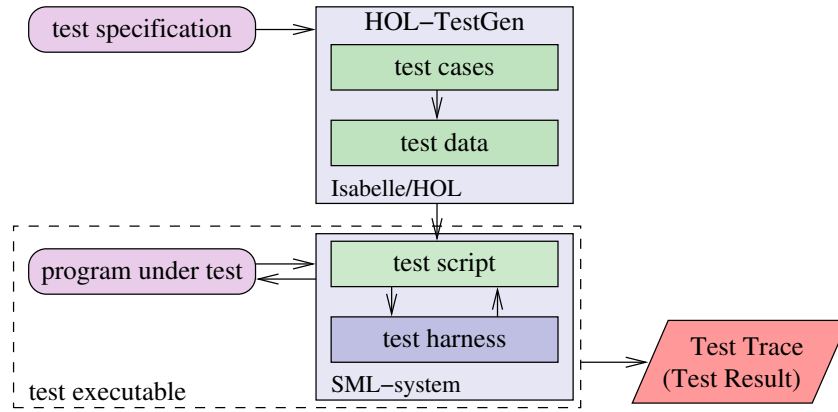 test specification
HOL−TestGen
test cases
test data
Isabelle/HOL
program under test
test script
test harness
SML−system
test executable
Test Trace
(Test Result)